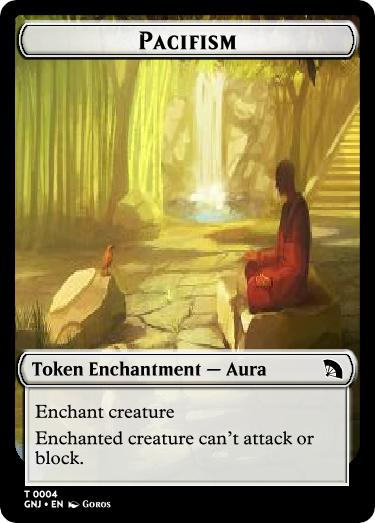 Pacifism
Token Enchantment — Aura
Enchant creature
Enchanted creature can't attack or
block.
T 0004
GNJ • EN Goros